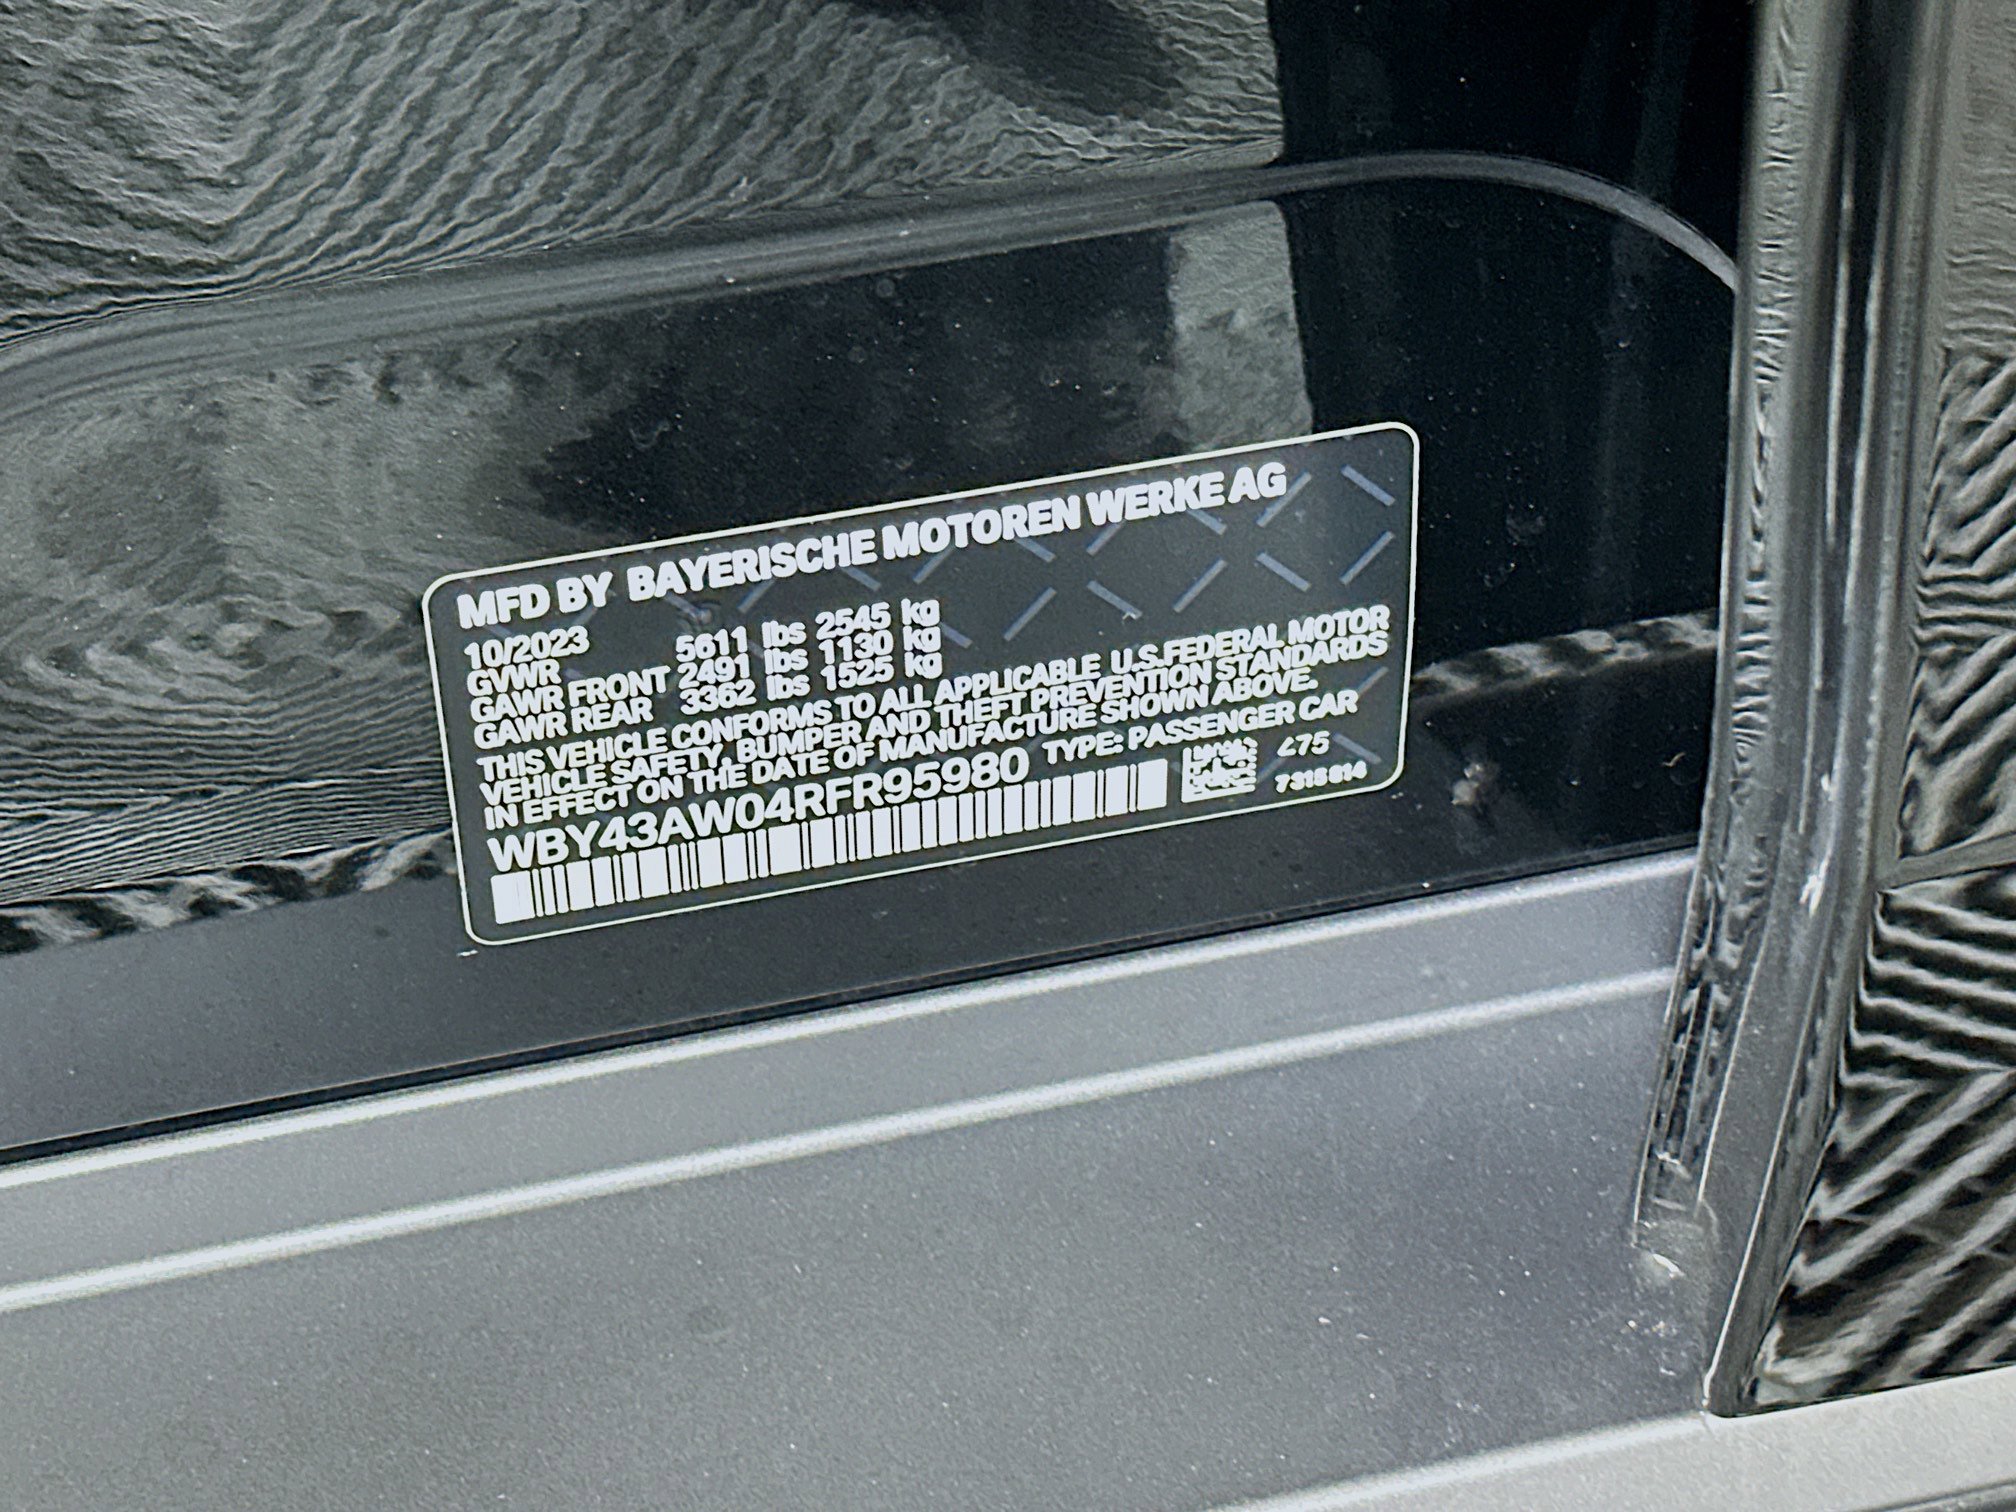 MFD BY BAYERISCHE MOTOREN WERKE AG
10/2023
GVWR 5611 lbs 2545 kg
GAWR FRONT 2491 lbs 1130 kg
GAWR REAR 3362 lbs 1525 kg
THIS VEHICLE CONFORMS TO ALL APPLICABLE U.S.FEDERAL MOTOR
VEHICLE SAFETY, BUMPER AND THEFT PREVENTION STANDARDS
IN EFFECT ON THE DATE OF MANUFACTURE SHOWN ABOVE.
WBY43AW04RFR95980 TYPE: PASSENGER CAR